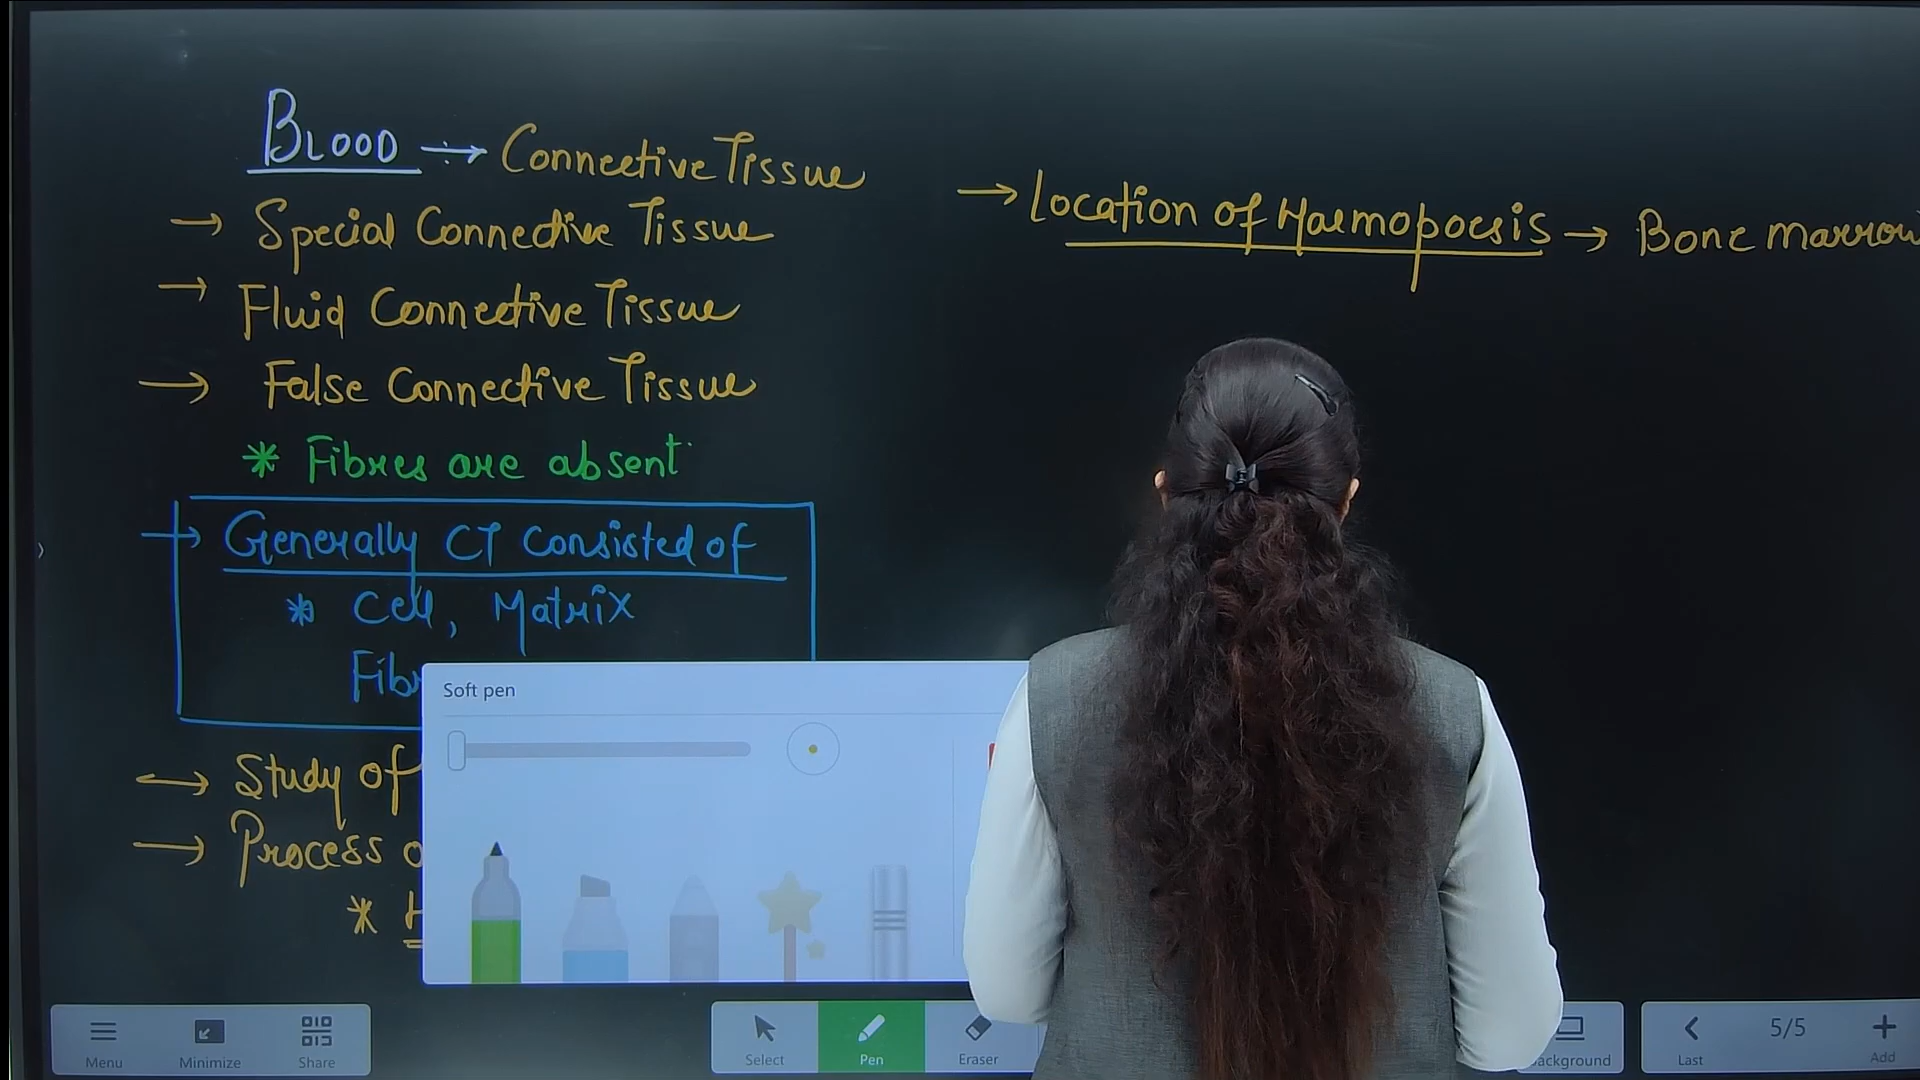 BLOOD → Connective Tissue
→ Special Connective Tissue
→ Fluid Connective Tissue
→ False Connective Tissue
* Fibres are absent
→ Generally CT Consisted of
* Cell, Matrix
→ Study of
→ Process
*
→ Location of Haemopoesis → Bone marrow
Soft pen
Menu
Minimize
Share
Select
Pen
Eraser
Background
Last
5/5
Add